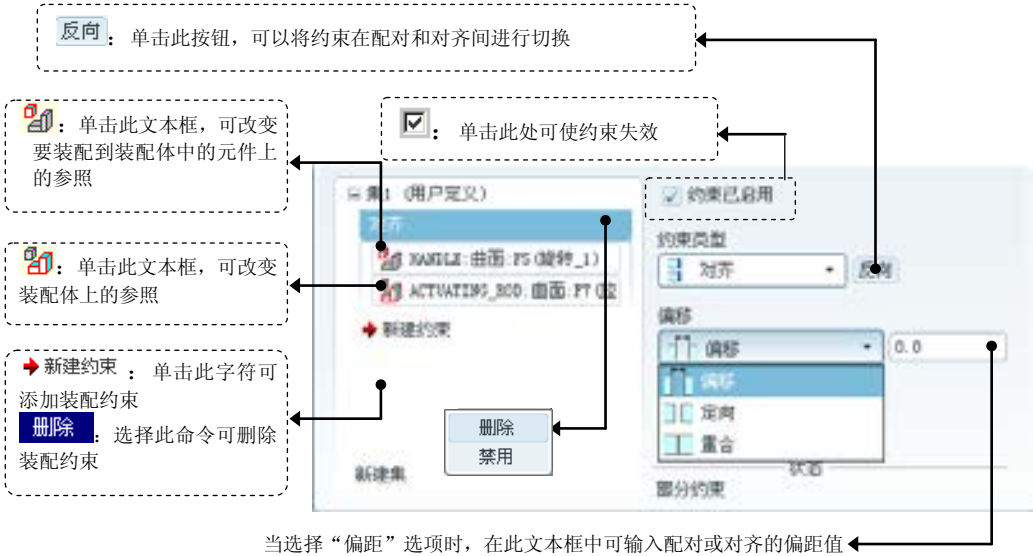 反向：单击此按钮，可以将约束在配对和对齐间进行切换
：单击此文本框，可改变
要装配到装配体中的元件上
的参照
： 单击此处可使约束失效
集1 (用户定义)
约束已启用
对齐
约束类型
HANDLE:曲面:F5(旋转_1)
对齐
反向
：单击此文本框，可改变
装配体上的参照
ACTUATING_ROD:曲面:F7(
新建约束
偏移
偏移
0.0
偏移
定向
重合
新建约束 ：单击此字符可
添加装配约束
删除：选择此命令可删除
装配约束
删除
禁用
新建集
状态
部分约束
当选择“偏距”选项时，在此文本框中可输入配对或对齐的偏距值